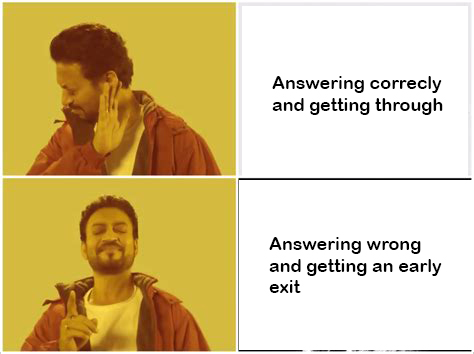 Answering correcly
and getting through
Answering wrong
and getting an early
exit